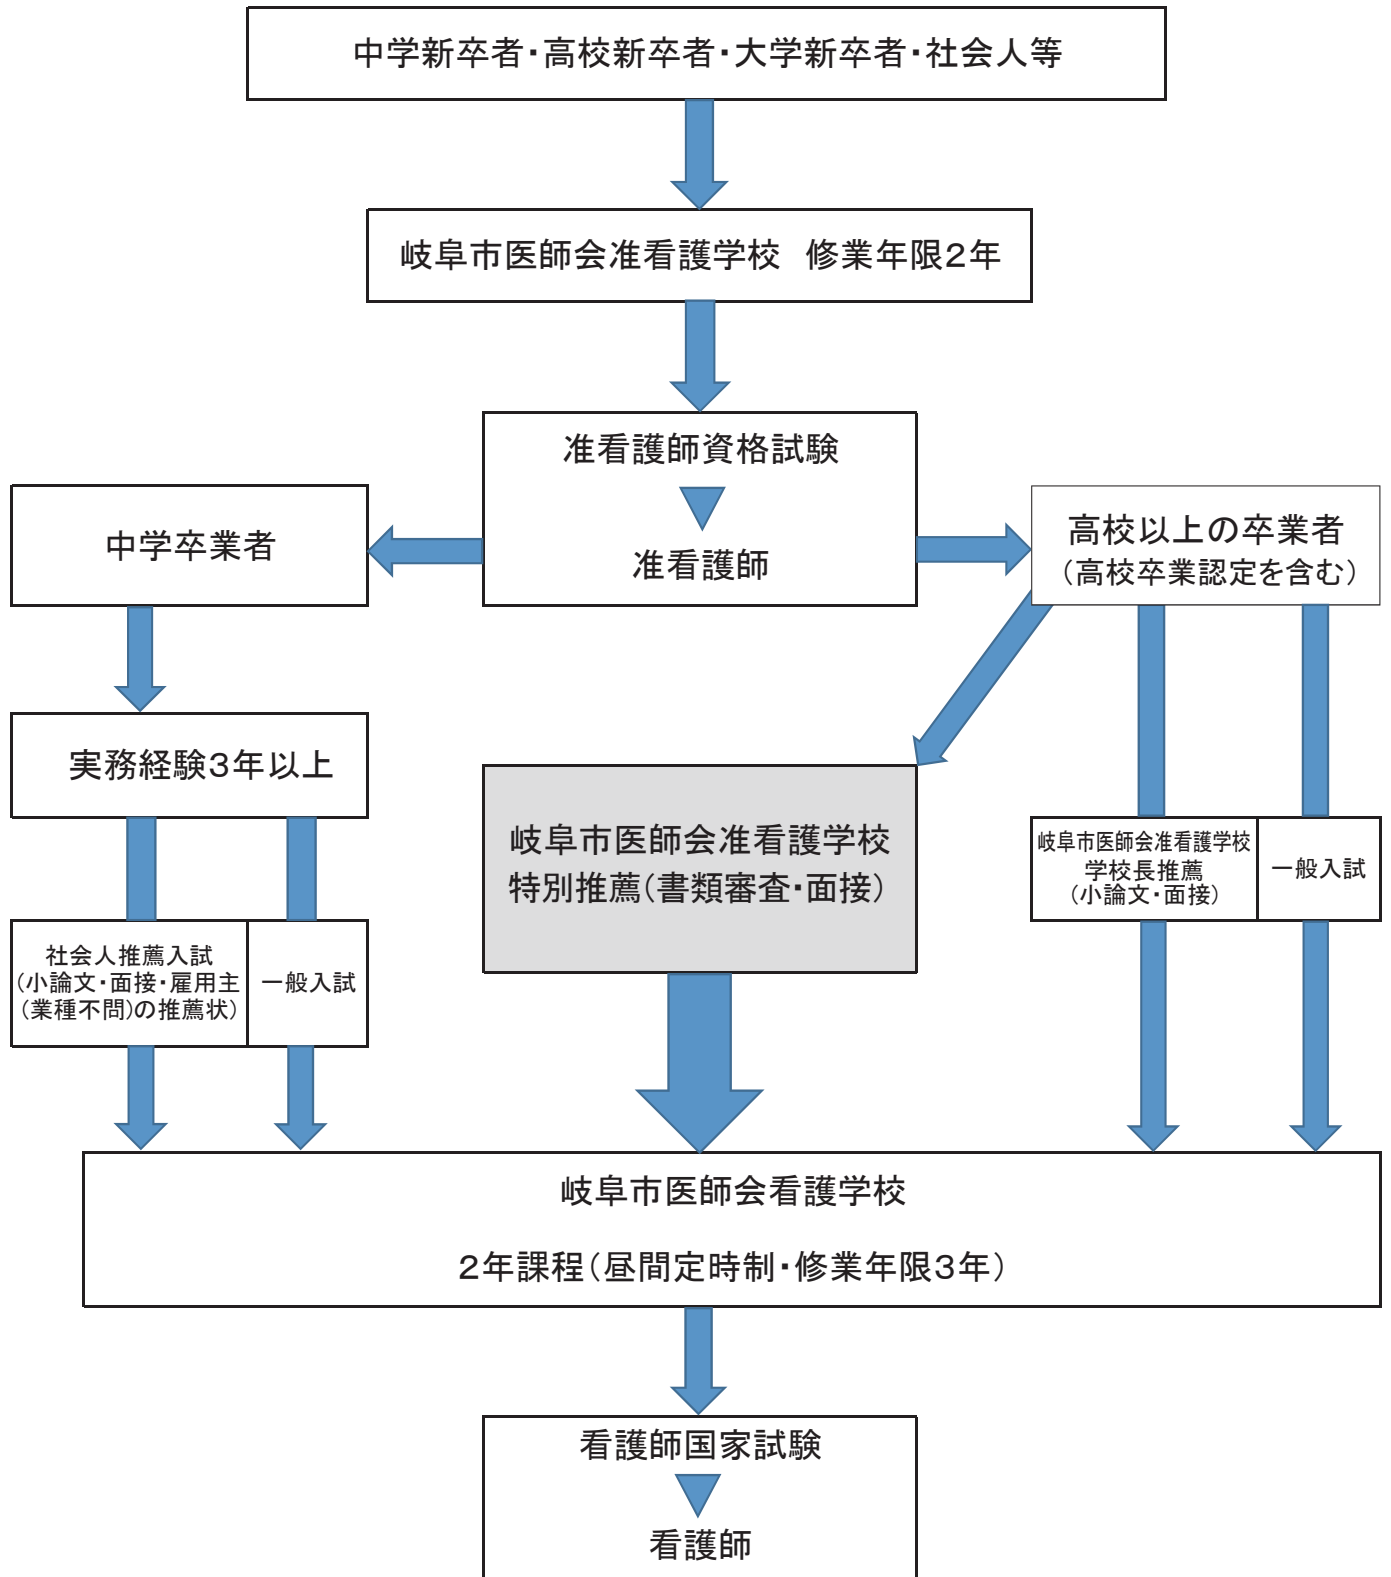 中学新卒者・高校新卒者・大学新卒者・社会人等
岐阜市医師会准看護学校 修業年限2年
准看護師資格試験
准看護師
中学卒業者
高校以上の卒業者
（高校卒業認定を含む）
実務経験3年以上
岐阜市医師会准看護学校
特別推薦（書類審査・面接）
岐阜市医師会准看護学校
学校長推薦
（小論文・面接）
一般入試
社会人推薦入試
（小論文・面接・雇用主
（業種不問）の推薦状）
一般入試
岐阜市医師会看護学校
2年課程（昼間定時制・修業年限3年）
看護師国家試験
看護師